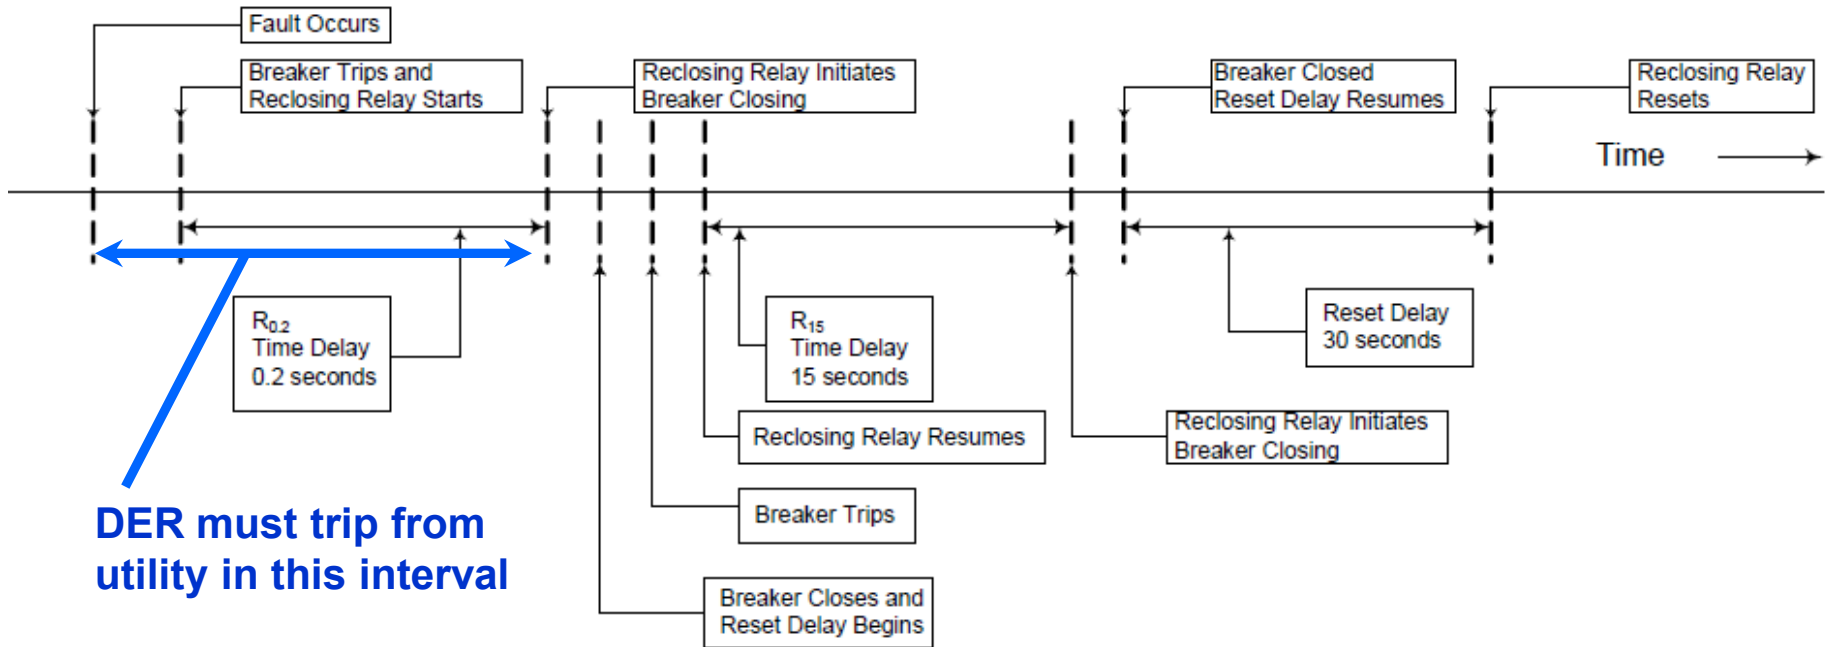 Fault Occurs
Breaker Trips and
Reclosing Relay Starts
Reclosing Relay Initiates
Breaker Closing
Breaker Closed
Reset Delay Resumes
Reclosing Relay
Resets
Time
R0.2
Time Delay
0.2 seconds
R15
Time Delay
15 seconds
Reset Delay
30 seconds
Reclosing Relay Resumes
Reclosing Relay Initiates
Breaker Closing
Breaker Trips
DER must trip from
utility in this interval
Breaker Closes and
Reset Delay Begins